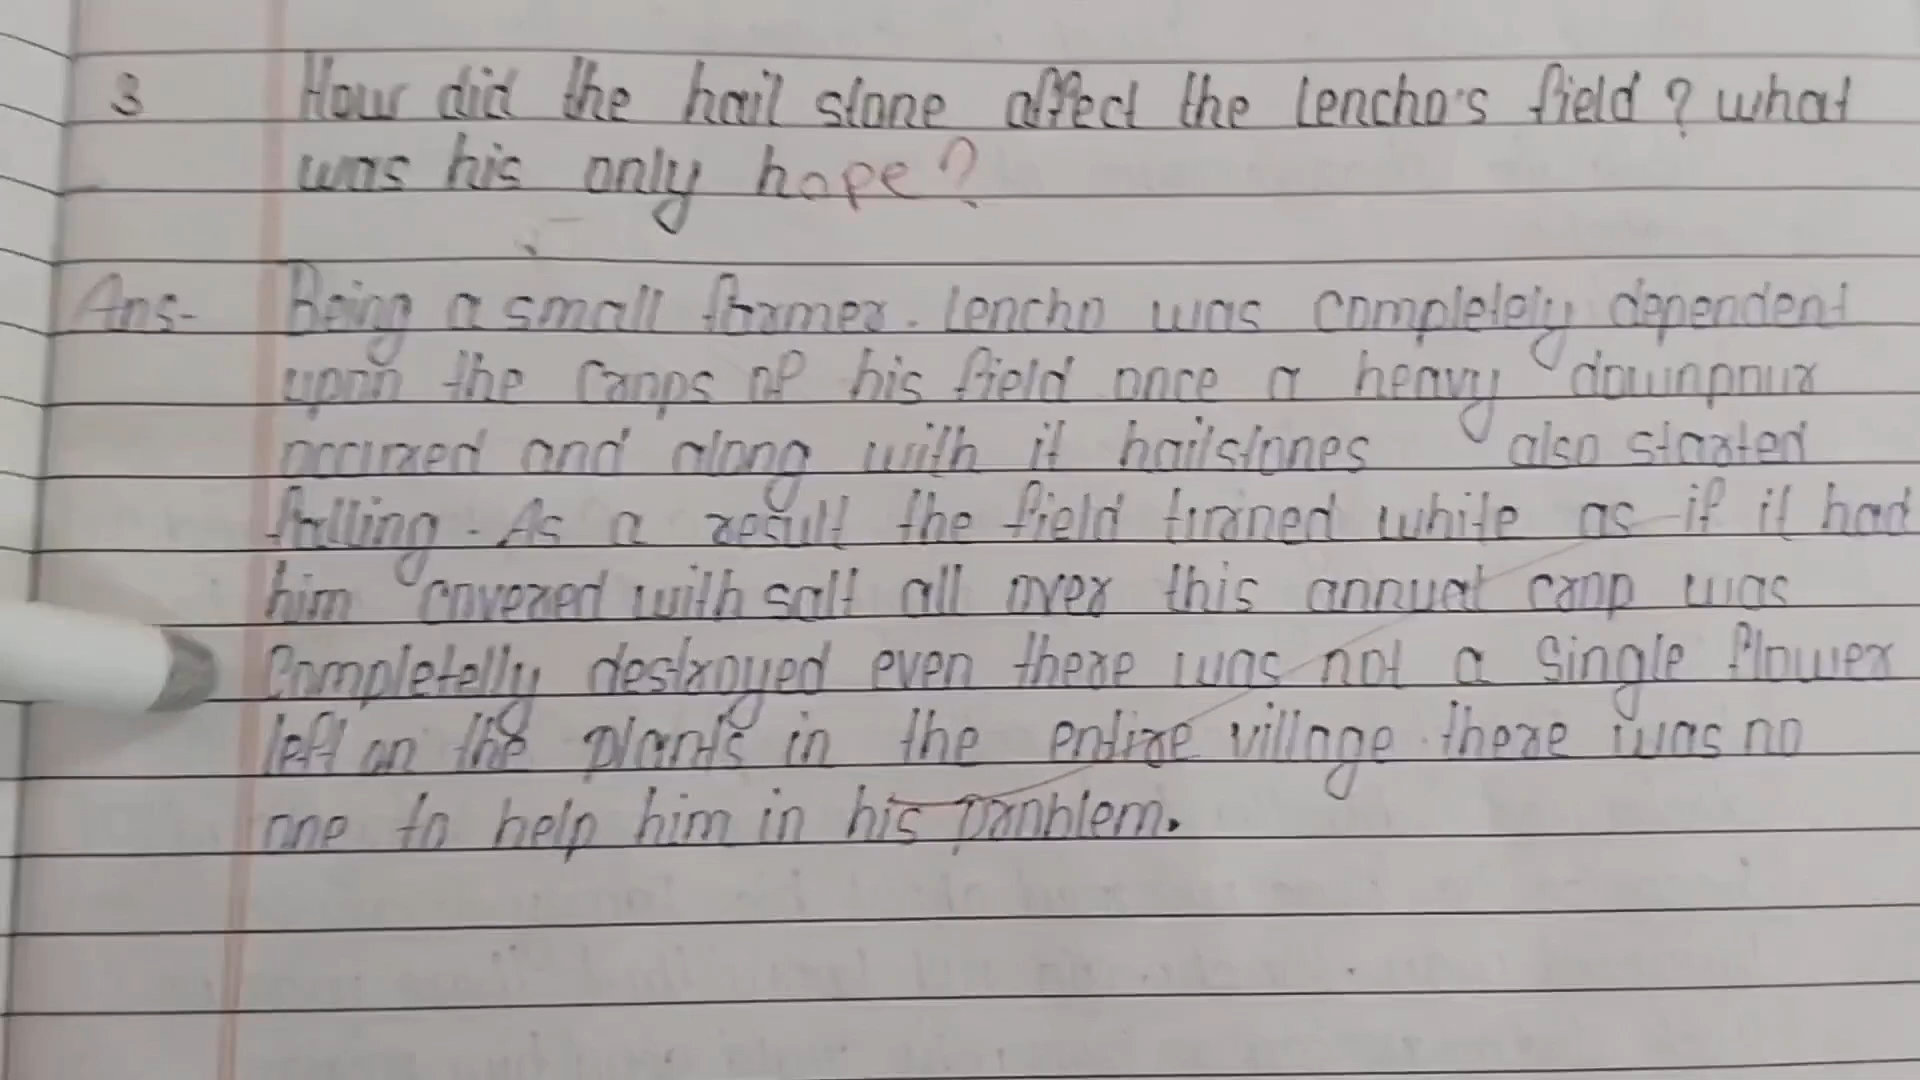 3 How did the hail stone affect the Lencho's field ? what
was his only hope ?
Ans- Being a small farmer. Lencho was completely dependent
upon the crops of his field once a heavy downpour
occurred and along with it hailstones also started
falling. As a result the field turned white as if it had
him covered with salt all over this annual crop was
Completelly destroyed even there was not a single flower
left on the plants in the entire village. there was no
one to help him in his problem.